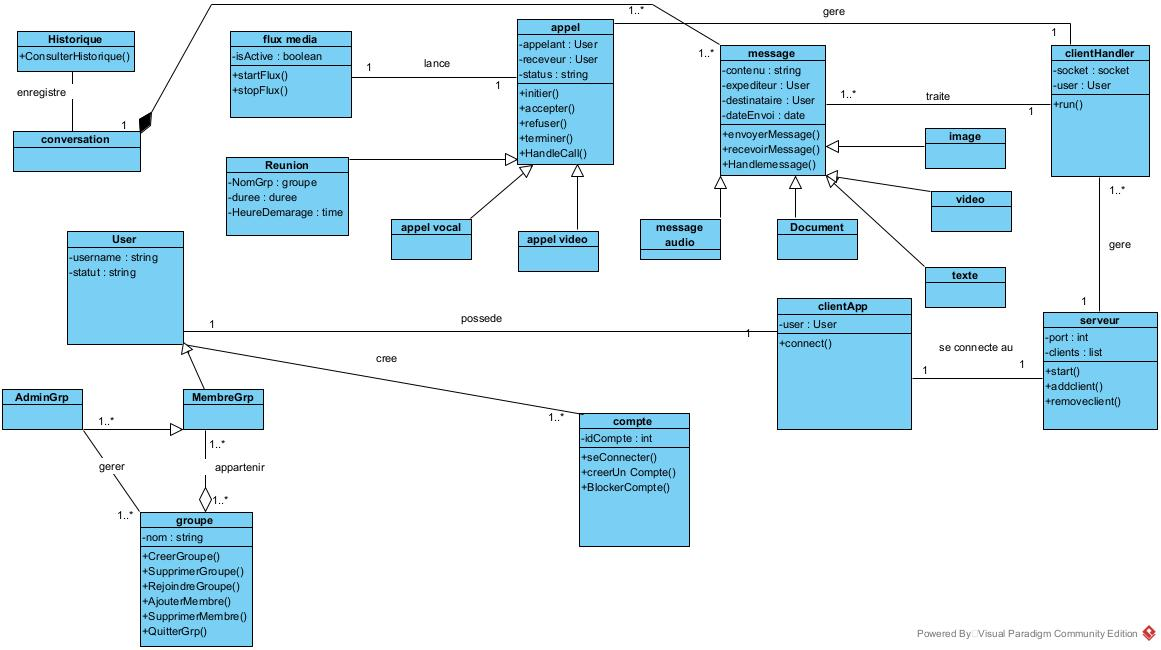 Historique
+ConsulterHistorique()
enregistre
1
conversation
flux media
-isActive : boolean
+startFlux()
+stopFlux()
1
lance
1
1..*
appel
-appelant : User
-receveur : User
-status : string
+initier()
+accepter()
+refuser()
+terminer()
+HandleCall()
gere
1
1..*
message
-contenu : string
-expediteur : User
-destinataire : User
-dateEnvoi : date
+envoyerMessage()
+recevoirMessage()
+Handlemessage()
1..*
traite
1
clientHandler
-socket : socket
-user : User
+run()
image
video
texte
Reunion
-NomGrp : groupe
-duree : duree
-HeureDemarage : time
appel vocal
appel video
message
audio
Document
1..*
gere
1
User
-username : string
-statut : string
1
possede
1
clientApp
-user : User
+connect()
se connecte au
1
1
serveur
-port : int
-clients : list
+start()
+addclient()
+removeclient()
cree
1..*
compte
-idCompte : int
+seConnecter()
+creerUn Compte()
+BlockerCompte()
AdminGrp
MembreGrp
1..*
1..*
gerer
appartenir
1..*
1..*
groupe
-nom : string
+CreerGroupe()
+SupprimerGroupe()
+RejoindreGroupe()
+AjouterMembre()
+SupprimerMembre()
+QuitterGrp()
Powered By Visual Paradigm Community Edition